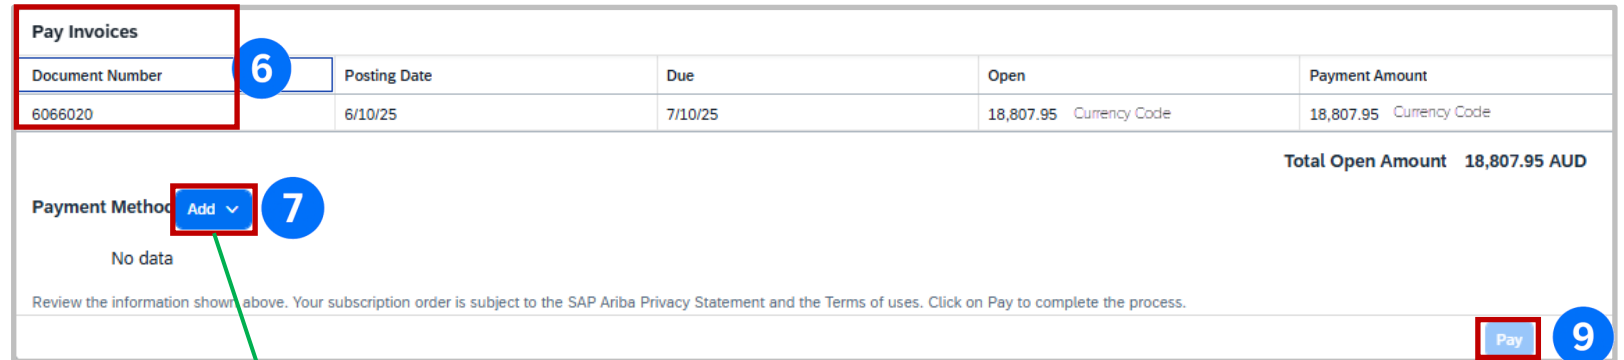 Pay Invoices
6
Document Number Posting Date Due Open Payment Amount
6066020 6/10/25 7/10/25 18,807.95 Currency Code 18,807.95 Currency Code
Total Open Amount 18,807.95 AUD
Payment Method Add 7
No data
Review the information shown above. Your subscription order is subject to the SAP Ariba Privacy Statement and the Terms of uses. Click on Pay to complete the process.
Pay 9